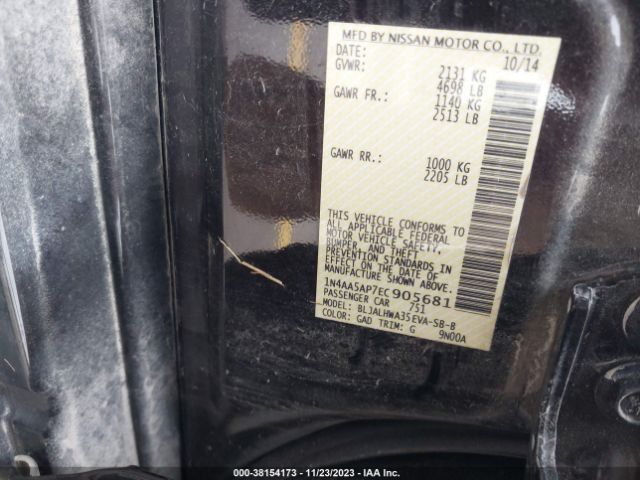 MFD BY NISSAN MOTOR CO., LTD.
DATE: 10/14
GVWR: 2131 KG
4698 LB
GAWR FR.: 1140 KG
2513 LB
GAWR RR.: 1000 KG
2205 LB
THIS VEHICLE CONFORMS TO
ALL APPLICABLE FEDERAL
MOTOR VEHICLE SAFETY,
BUMPER, AND THEFT
PREVENTION STANDARDS IN
EFFECT ON THE DATE OF
MANUFACTURE SHOWN ABOVE.
1N4AA5AP7EC905681
PASSENGER CAR 751
MODEL: BLJALHWA35EVA-SB-B
COLOR: GAD TRIM: G 9N00A
000-38154173 - 11/23/2023 - IAA Inc.